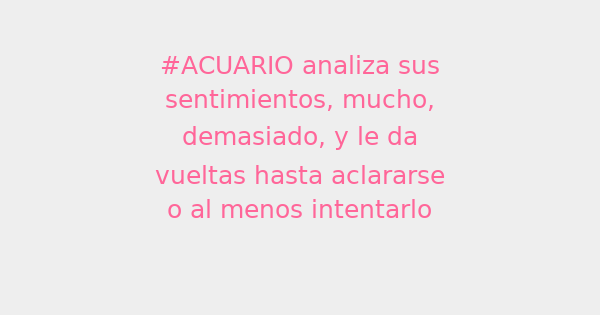 #ACUARIO analiza sus
sentimientos, mucho,
demasiado, y le da
vueltas hasta aclararse
o al menos intentarlo